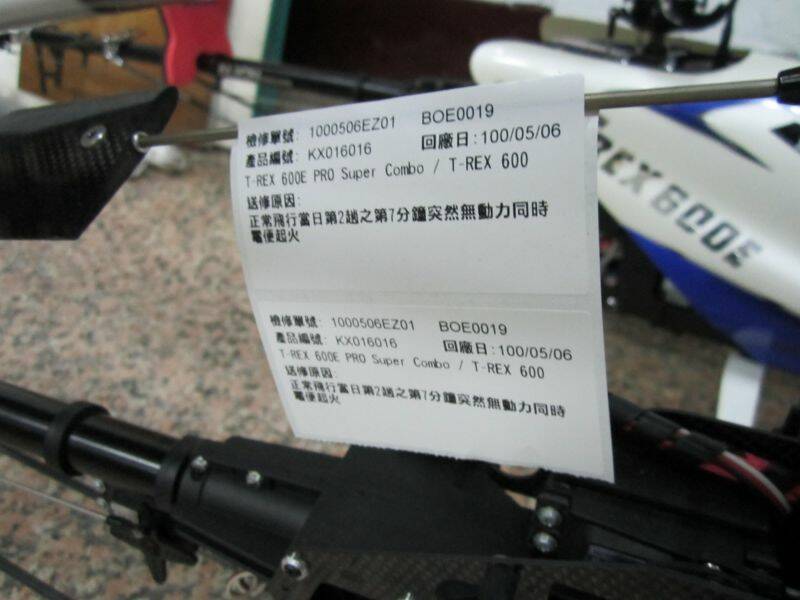 檢修單號: 1000506EZ01 BOE0019
產品編號: KX016016 回廠日:100/05/06
T-REX 600E PRO Super Combo / T-REX 600
送修原因:
正常飛行當日第2趟之第7分鐘突然無動力同時
電便起火
檢修單號: 1000506EZ01 BOE0019
產品編號: KX016016 回廠日:100/05/06
T-REX 600E PRO Super Combo / T-REX 600
送修原因:
正常飛行當日第2趟之第7分鐘突然無動力同時
電便起火
REX 600E